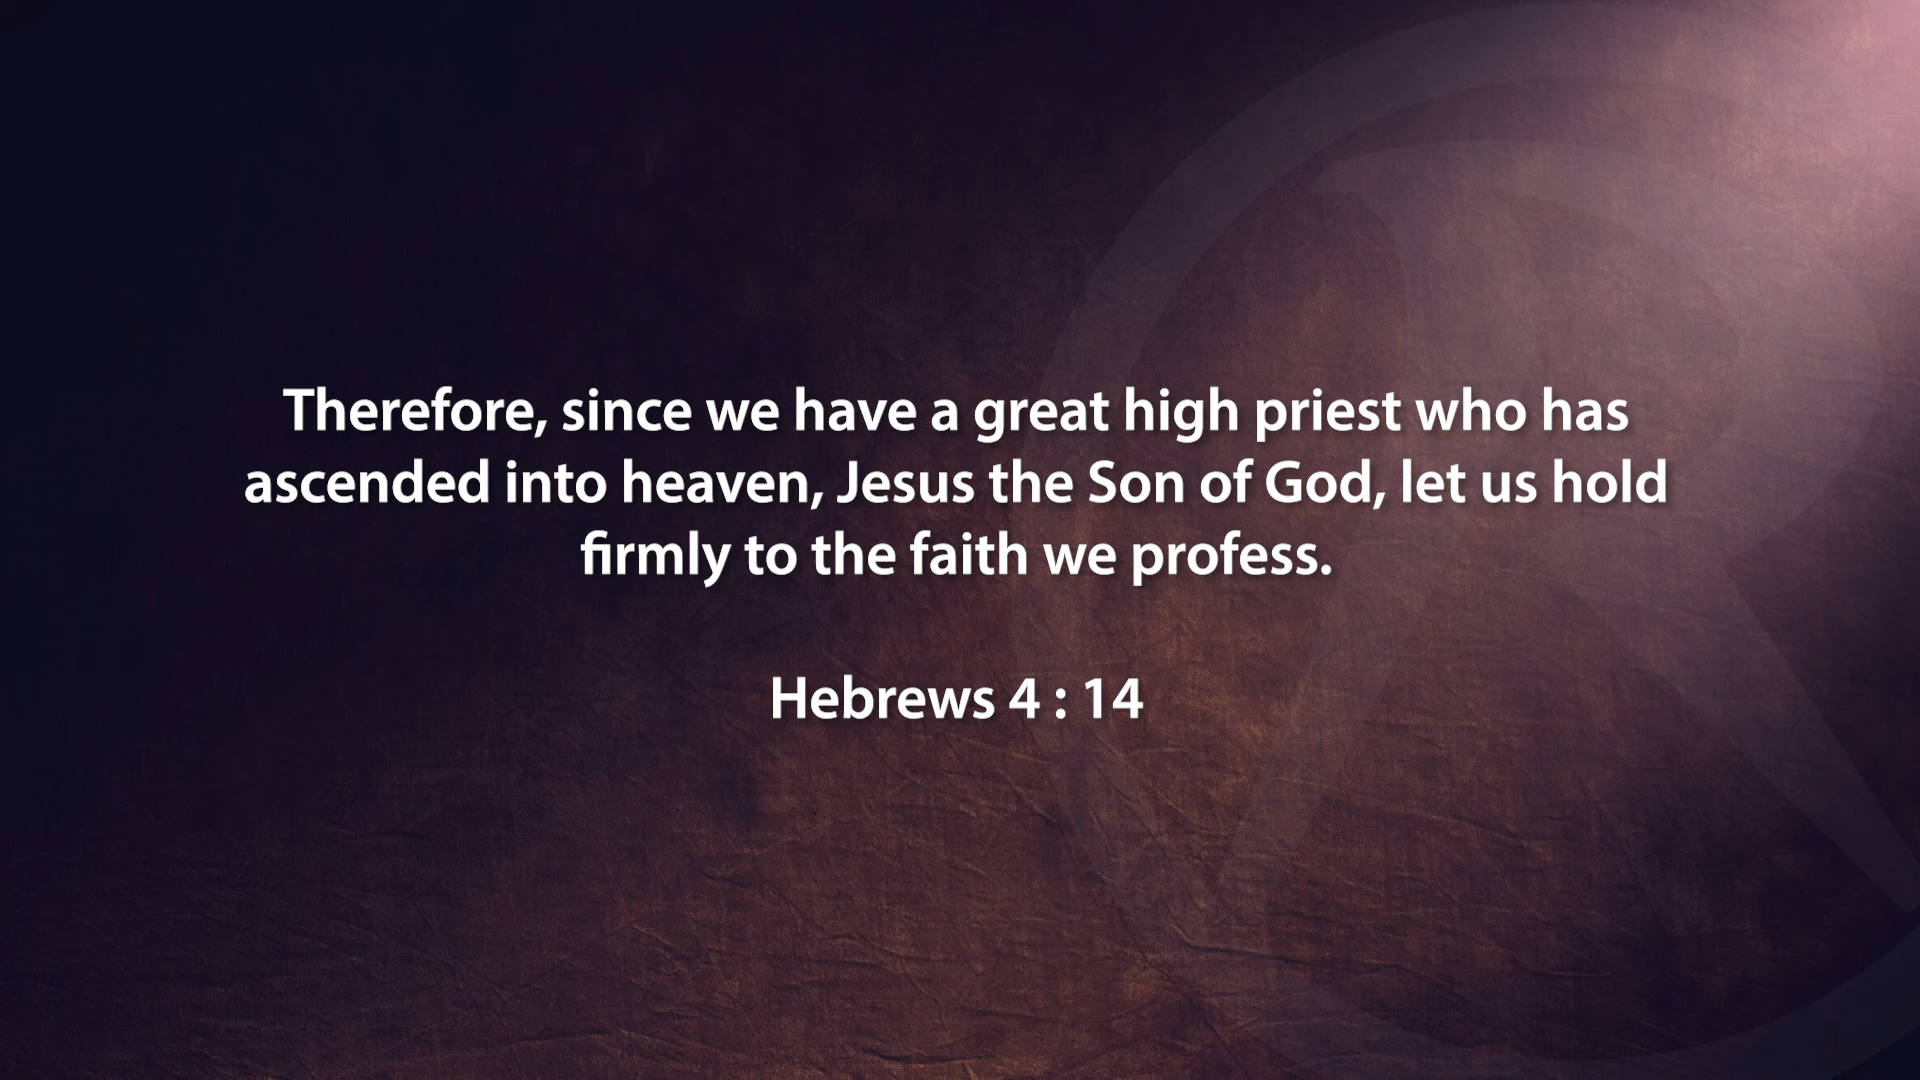 Therefore, since we have a great high priest who has
ascended into heaven, Jesus the Son of God, let us hold
firmly to the faith we profess.
Hebrews 4 : 14